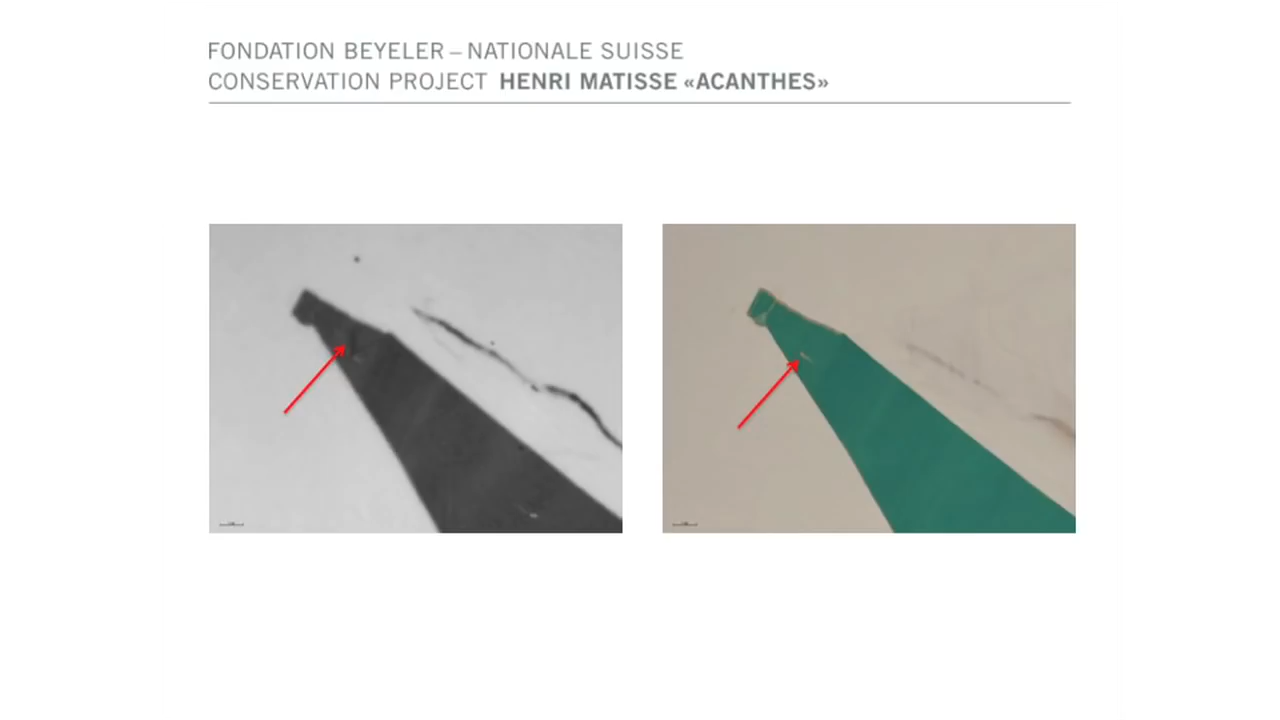 FONDATION BEYELER – NATIONALE SUISSE
CONSERVATION PROJECT HENRI MATISSE «ACANTHES»